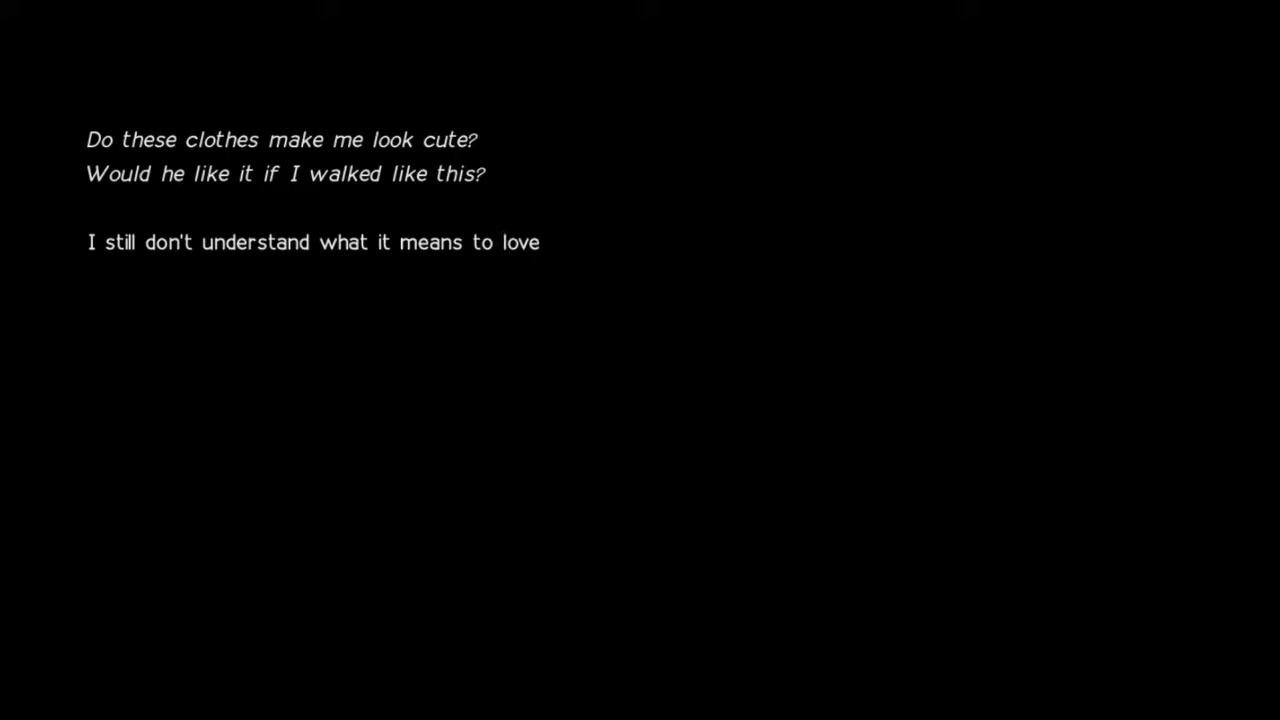 Do these clothes make me look cute?
Would he like it if I walked like this?
I still don't understand what it means to love